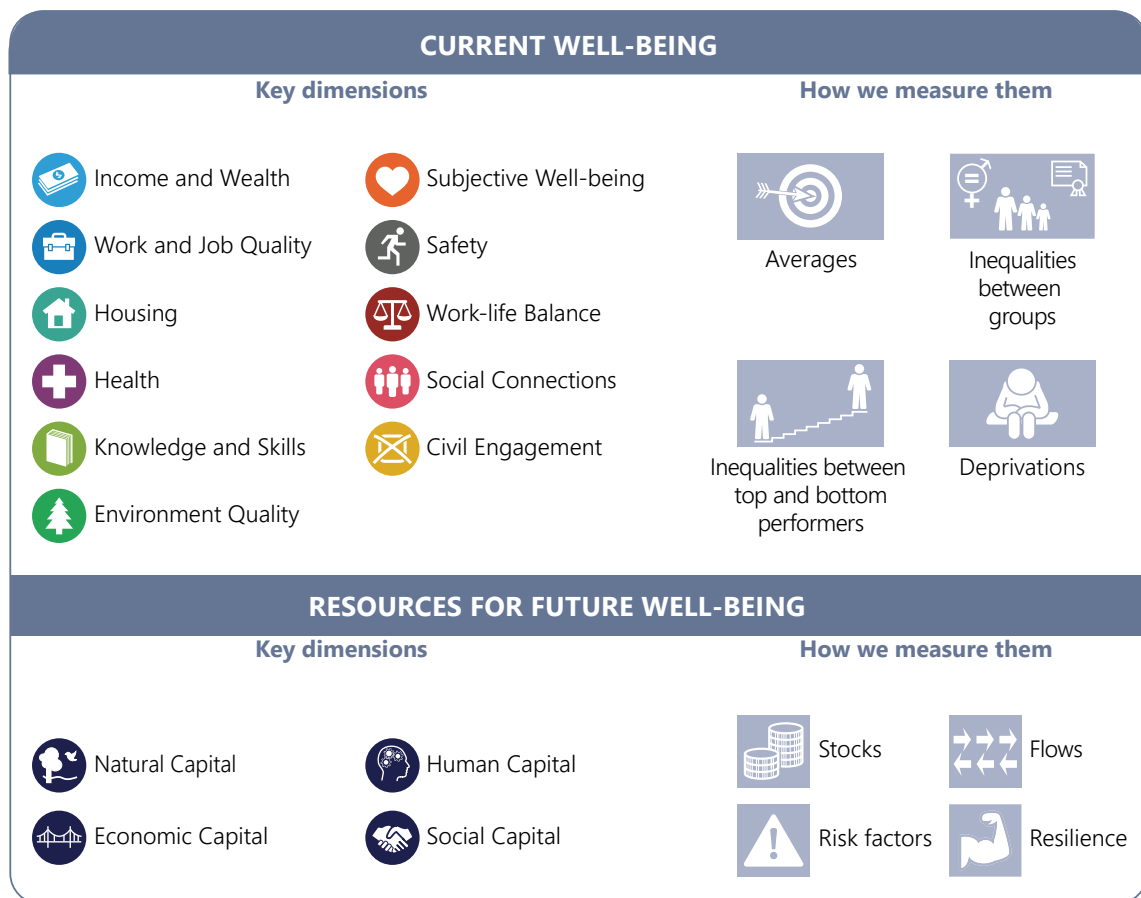 CURRENT WELL-BEING
Key dimensions
How we measure them
Income and Wealth
Subjective Well-being
Work and Job Quality
Safety
Housing
Work-life Balance
Health
Social Connections
Knowledge and Skills
Civil Engagement
Environment Quality
Averages
Inequalities
between
groups
Inequalities between
top and bottom
performers
Deprivations
RESOURCES FOR FUTURE WELL-BEING
Key dimensions
How we measure them
Natural Capital
Human Capital
Economic Capital
Social Capital
Stocks
Flows
Risk factors
Resilience